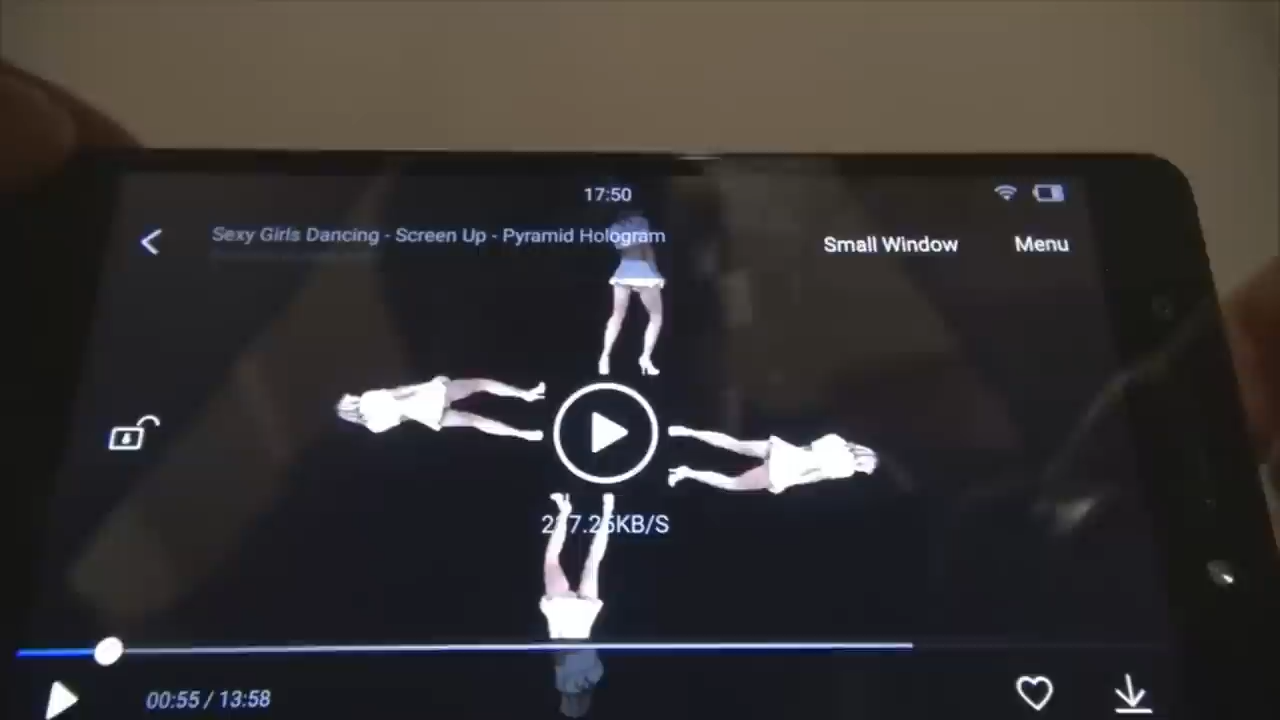 17:50
Sexy Girls Dancing - Screen Up - Pyramid Hologram
Small Window
Menu
00:55 / 13:58